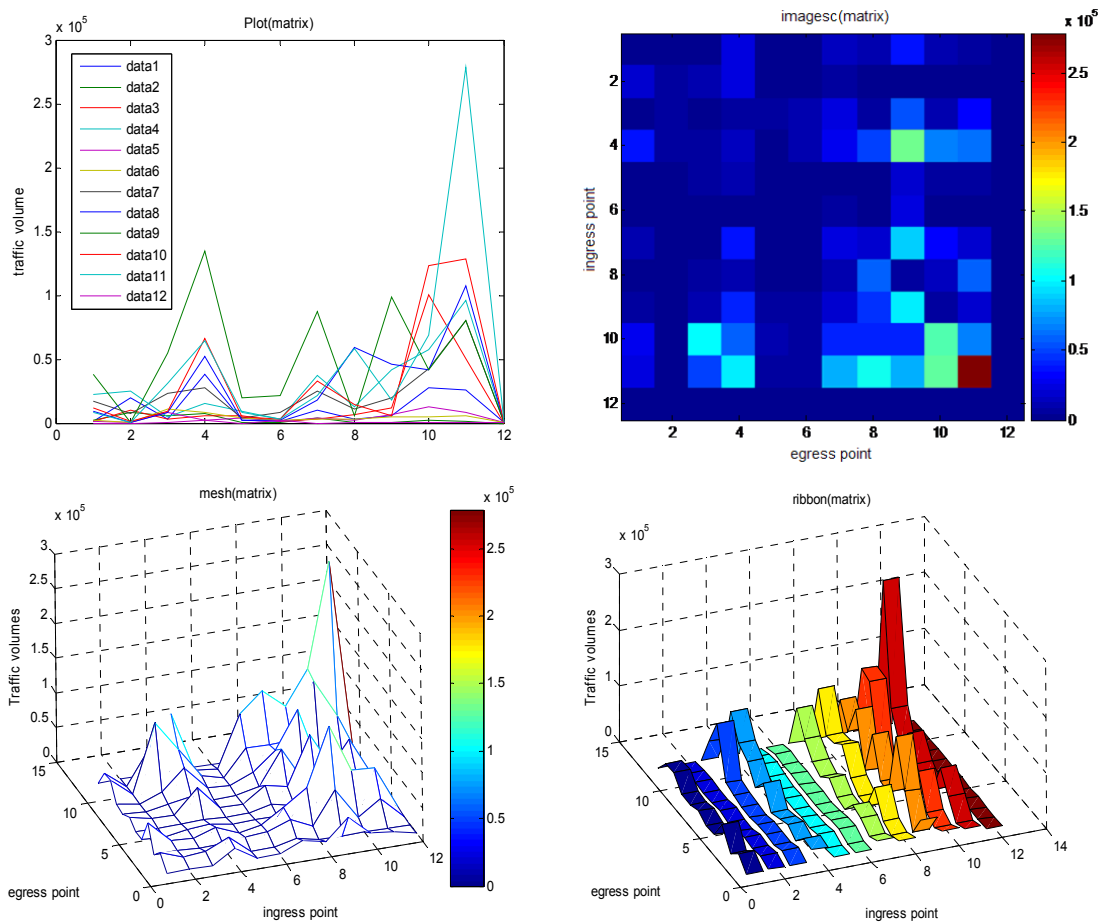 Plot(matrix)
x 10^5
3
2.5
2
1.5
1
0.5
0
0 2 4 6 8 10 12
traffic volume
data1
data2
data3
data4
data5
data6
data7
data8
data9
data10
data11
data12
imagesc(matrix)
x 10^5
2
4
6
8
10
12
2 4 6 8 10 12
ingress point
egress point
2.5
2
1.5
1
0.5
0
mesh(matrix)
x 10^5
3
2.5
2
1.5
1
0.5
0
Traffic volumes
15
10
5
0
egress point
0 2 4 6 8 10 12
ingress point
x 10^5
2.5
2
1.5
1
0.5
0
ribbon(matrix)
x 10^5
3
2
1
0
Traffic volumes
15
10
5
0
egress point
0 2 4 6 8 10 12 14
ingress point